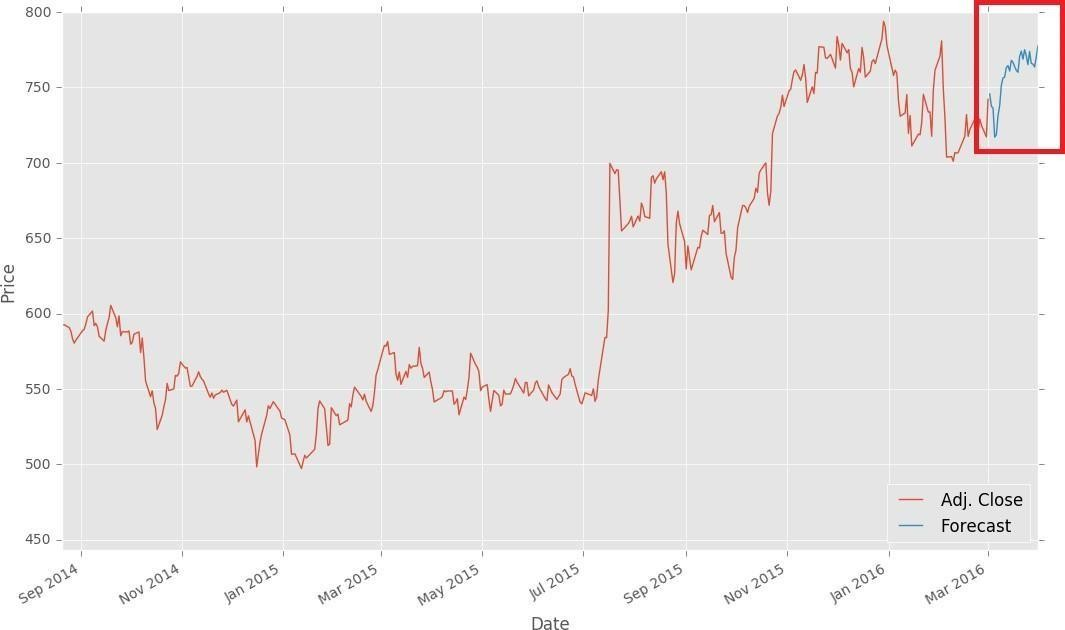 800
750
700
650
600
550
500
450
Price
Adj. Close
Forecast
Sep 2014
Nov 2014
Jan 2015
Mar 2015
May 2015
Jul 2015
Sep 2015
Nov 2015
Jan 2016
Mar 2016
Date